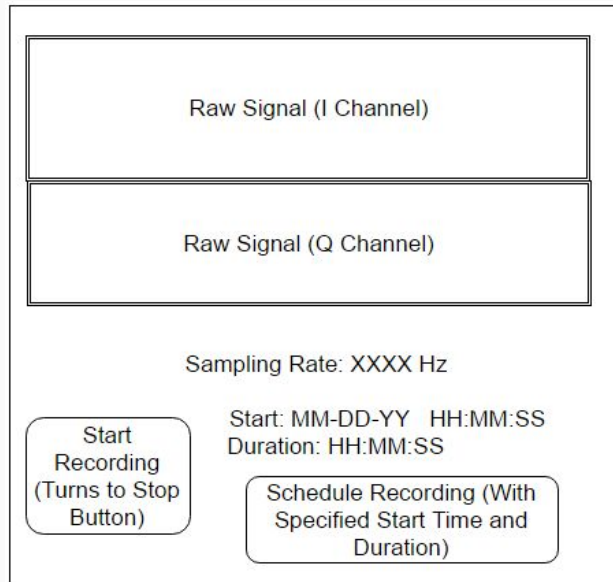 Raw Signal (I Channel)
Raw Signal (Q Channel)
Sampling Rate: XXXX Hz
Start: MM-DD-YY HH:MM:SS
Duration: HH:MM:SS
Start
Recording
(Turns to Stop
Button)
Schedule Recording (With
Specified Start Time and
Duration)